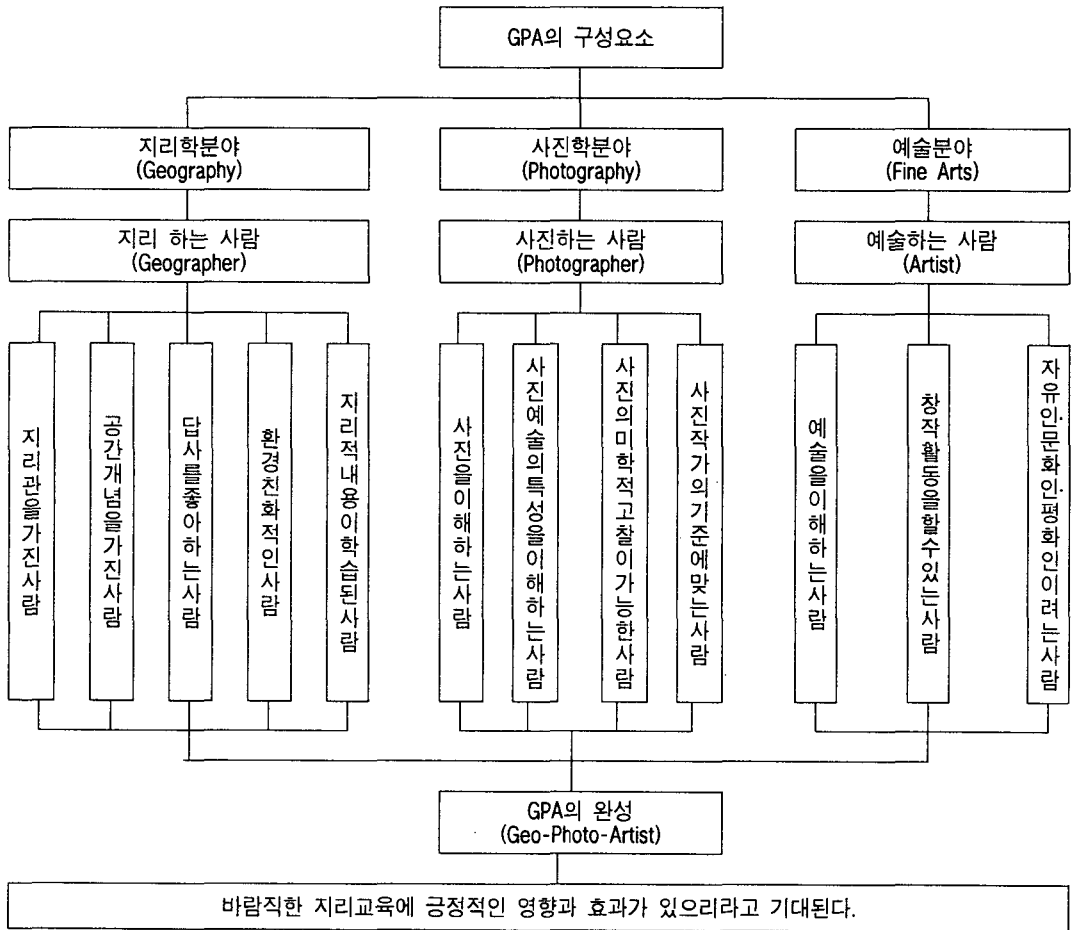 GPA의 구성요소
지리학분야
(Geography)
사진학분야
(Photography)
예술분야
(Fine Arts)
지리 하는 사람
(Geographer)
사진하는 사람
(Photographer)
예술하는 사람
(Artist)
지리관을가진사람
공간개념을가진사람
답사를좋아하는사람
환경친화적인사람
지리적내용이학습된사람
사진을이해하는사람
사진예술의특성을이해하는사람
사진의미학적고찰이가능한사람
사진작가의기준에맞는사람
예술을이해하는사람
창작활동을할수있는사람
자유인·문화인·평화인이려는사람
GPA의 완성
(Geo-Photo-Artist)
바람직한 지리교육에 긍정적인 영향과 효과가 있으리라고 기대된다.